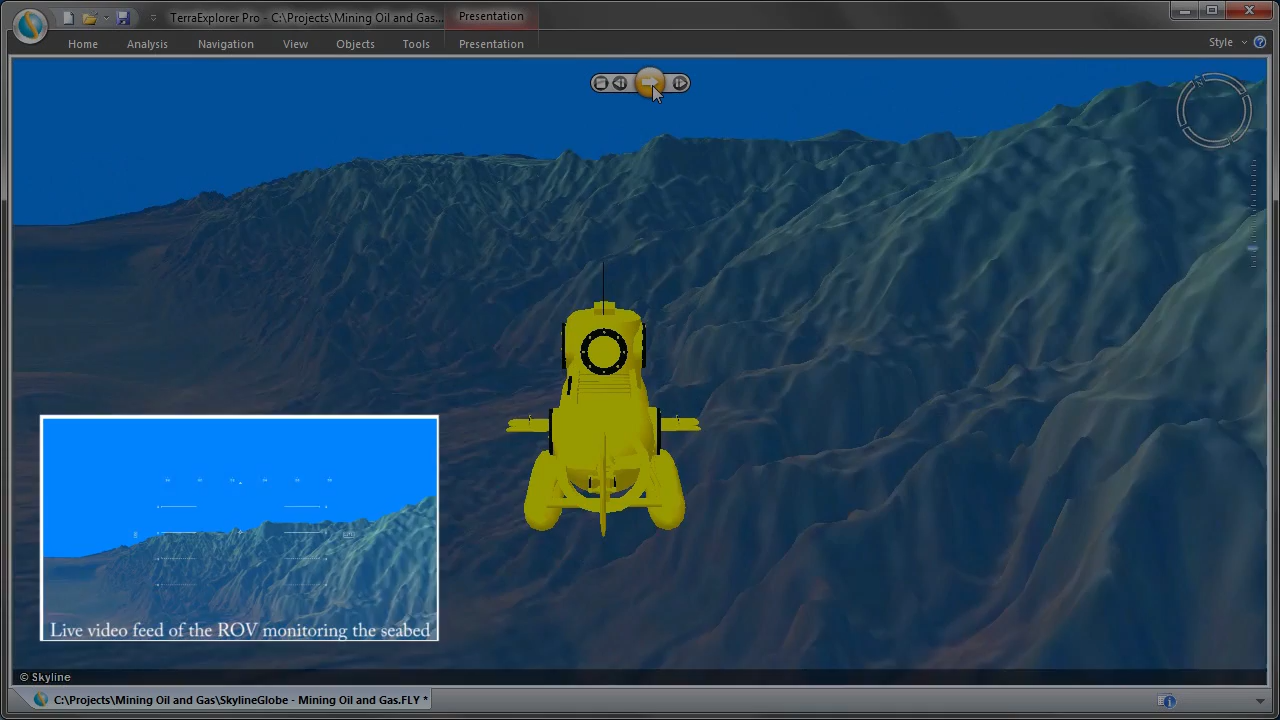 TerraExplorer Pro - C:\Projects\Mining Oil and Gas...
Presentation
Home
Analysis
Navigation
View
Objects
Tools
Presentation
Style
N
Live video feed of the ROV monitoring the seabed
© Skyline
C:\Projects\Mining Oil and Gas\SkylineGlobe - Mining Oil and Gas.FLY *